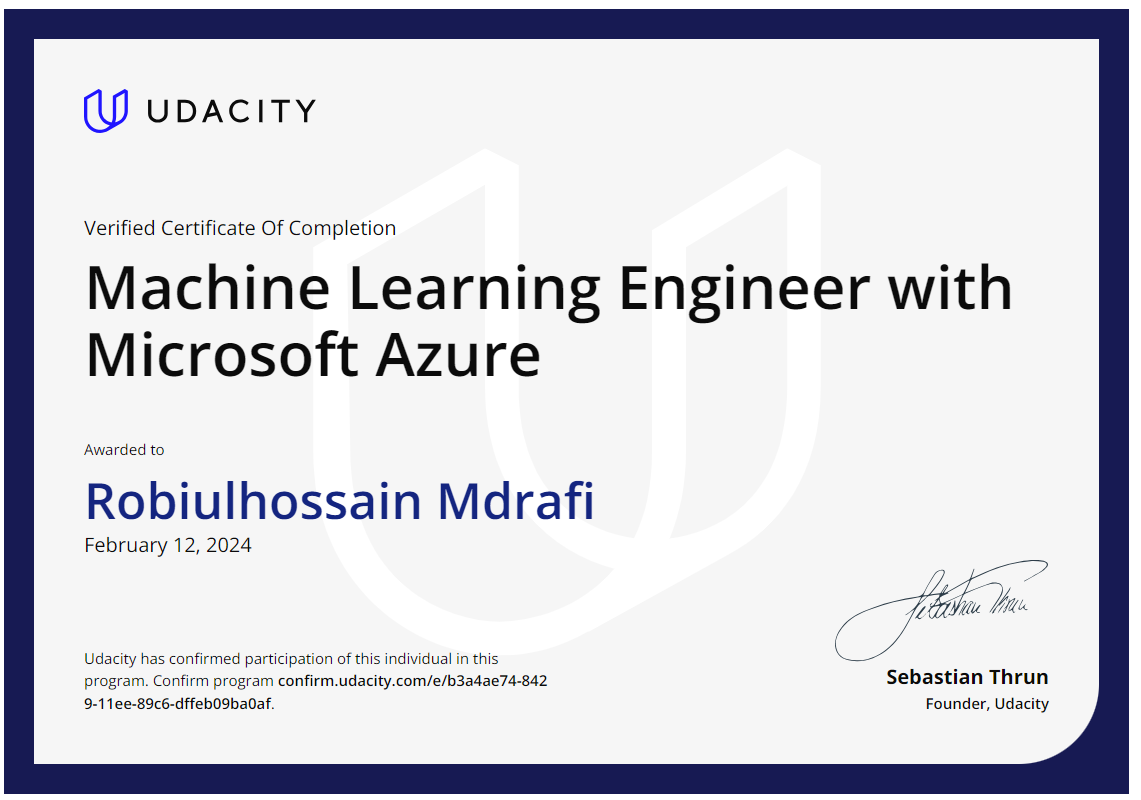 UDACITY
Verified Certificate Of Completion
Machine Learning Engineer with
Microsoft Azure
Awarded to
Robiulhossain Mdrafi
February 12, 2024
Udacity has confirmed participation of this individual in this
program. Confirm program confirm.udacity.com/e/b3a4ae74-842
9-11ee-89c6-dffeb09ba0af.
Sebastian Thrun
Sebastian Thrun
Founder, Udacity